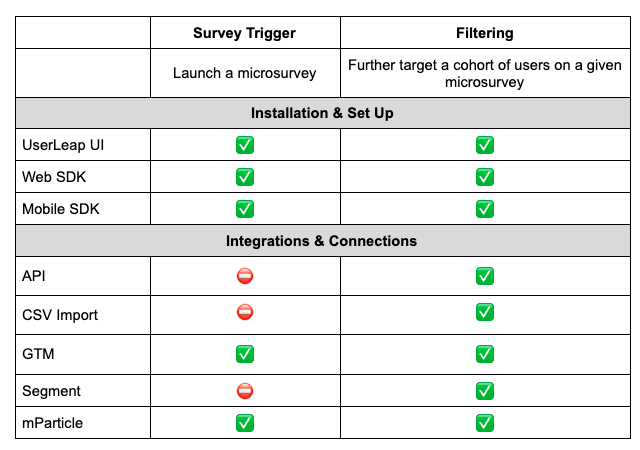 Survey Trigger
Filtering
Launch a microsurvey
Further target a cohort of users on a given
microsurvey
Installation & Set Up
UserLeap UI
Web SDK
Mobile SDK
Integrations & Connections
API
CSV Import
GTM
Segment
mParticle